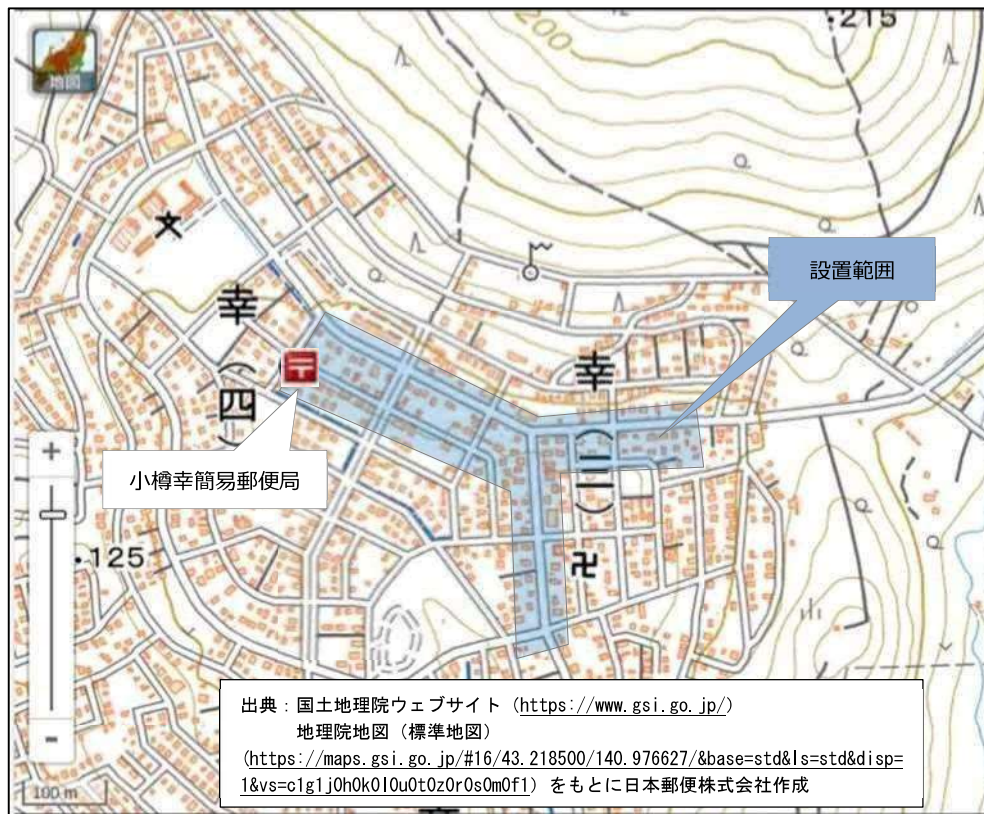 200
・215
地図
設置範囲
幸
(四)
幸
(二)
小樽幸簡易郵便局
+
・125
-
100 m
出典：国土地理院ウェブサイト（https://www.gsi.go.jp/）
地理院地図（標準地図）
(https://maps.gsi.go.jp/#16/43.218500/140.976627/&base=std&ls=std&disp=
1&vs=c1g1j0h0k0l0u0t0z0r0s0m0f1) をもとに日本郵便株式会社作成